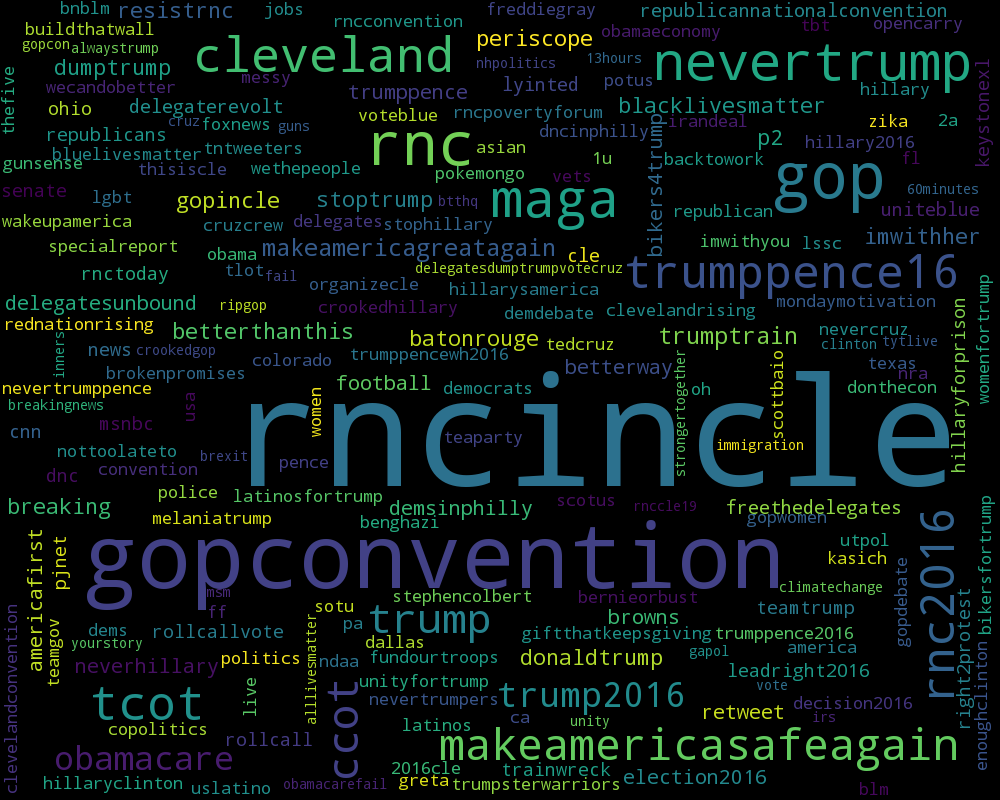 bnblm resistrnc jobs rncconvention freddiegray republicannationalconvention
buildthatwall cleveland periscope obamaeconomy tbt opencarry
gopcon alwaystrump nhpolitics 13hours nevertrump
dumptrump messy lyinted potus hillary keystonexl
thefive wecandobetter trumppence blacklivesmatter
ohio delegaterevolt voteblue rncpovertyforum irandeal zika 2a
republicans cruz foxnews guns rnc dncinphilly p2 hillary2016
bluelivesmatter tntweeters asian 1u backtowork fl
gunsense thisiscle wethepeople pokemongo vets gop
senate lgbt gopincle stoptrump btthq maga bikers4trump 60minutes
wakeupamerica cruzcrew delegates stophillary republican uniteblue
specialreport obama makeamericagreatagain cle imwithyou lssc imwithher
rnctoday tlot fail delegatesdumptrumpvotecruz trumppence16
organizecle hillarysamerica
delegatesunbound ripgop crookedhillary demdebate clevelandrising mondaymotivation womenfortrump
rednationrising betterthanthis batonrouge tedcruz trumptrain nevercruz
inners news crookedgop colorado trumppencewh2016 clinton tytlive
brokenpromises betterway texas nra hillaryforprison
nevertrumppence football democrats oh donthecon
breakingnews usa women strongertogether scottbaio
cnn msnbc rncincle teaparty immigration
nottoolateto brexit pence
dnc convention
breaking police latinosfortrump demsinphilly scotus rnccle19 freethedelegates
melaniatrump benghazi gopwomen
americafirst pjnet gopconvention utpol rnc2016 bikersfortrump
kasich
msm stephencolbert bernieorbust climatechange gopdebate
ff sotu trump browns teamtrump
dems rollcallvote pa giftthatkeepsgiving trumppence2016 right2protest
yourstory dallas gapol america
teamgov neverhillary politics ndaa fundourtroops donaldtrump leadright2016
clevelandconvention live alllivesmatter unityfortrump vote enoughclinton
tcot ccot nevertrumpers trump2016 decision2016
copolitics latinos ca unity retweet irs
rollcall makeamericasafeagain
obamacare 2016cle trainwreck election2016
hillaryclinton uslatino obamacarefail greta trumpsterwarriors blm